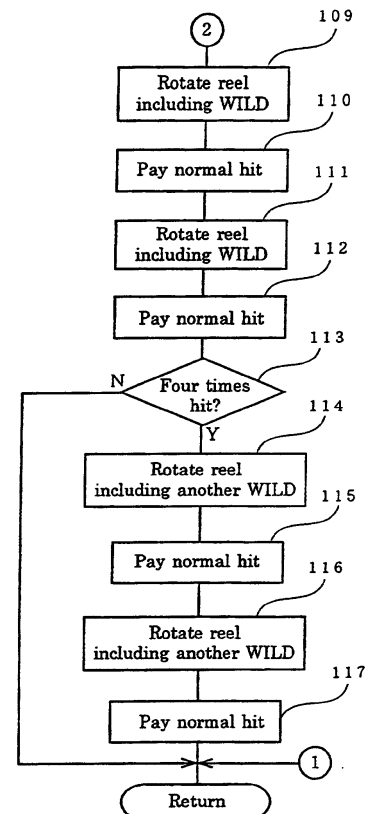 2
109
Rotate reel
including WILD
110
Pay normal hit
111
Rotate reel
including WILD
112
Pay normal hit
113
N
Four times
hit?
Y
114
Rotate reel
including another WILD
115
Pay normal hit
116
Rotate reel
including another WILD
117
Pay normal hit
1
Return